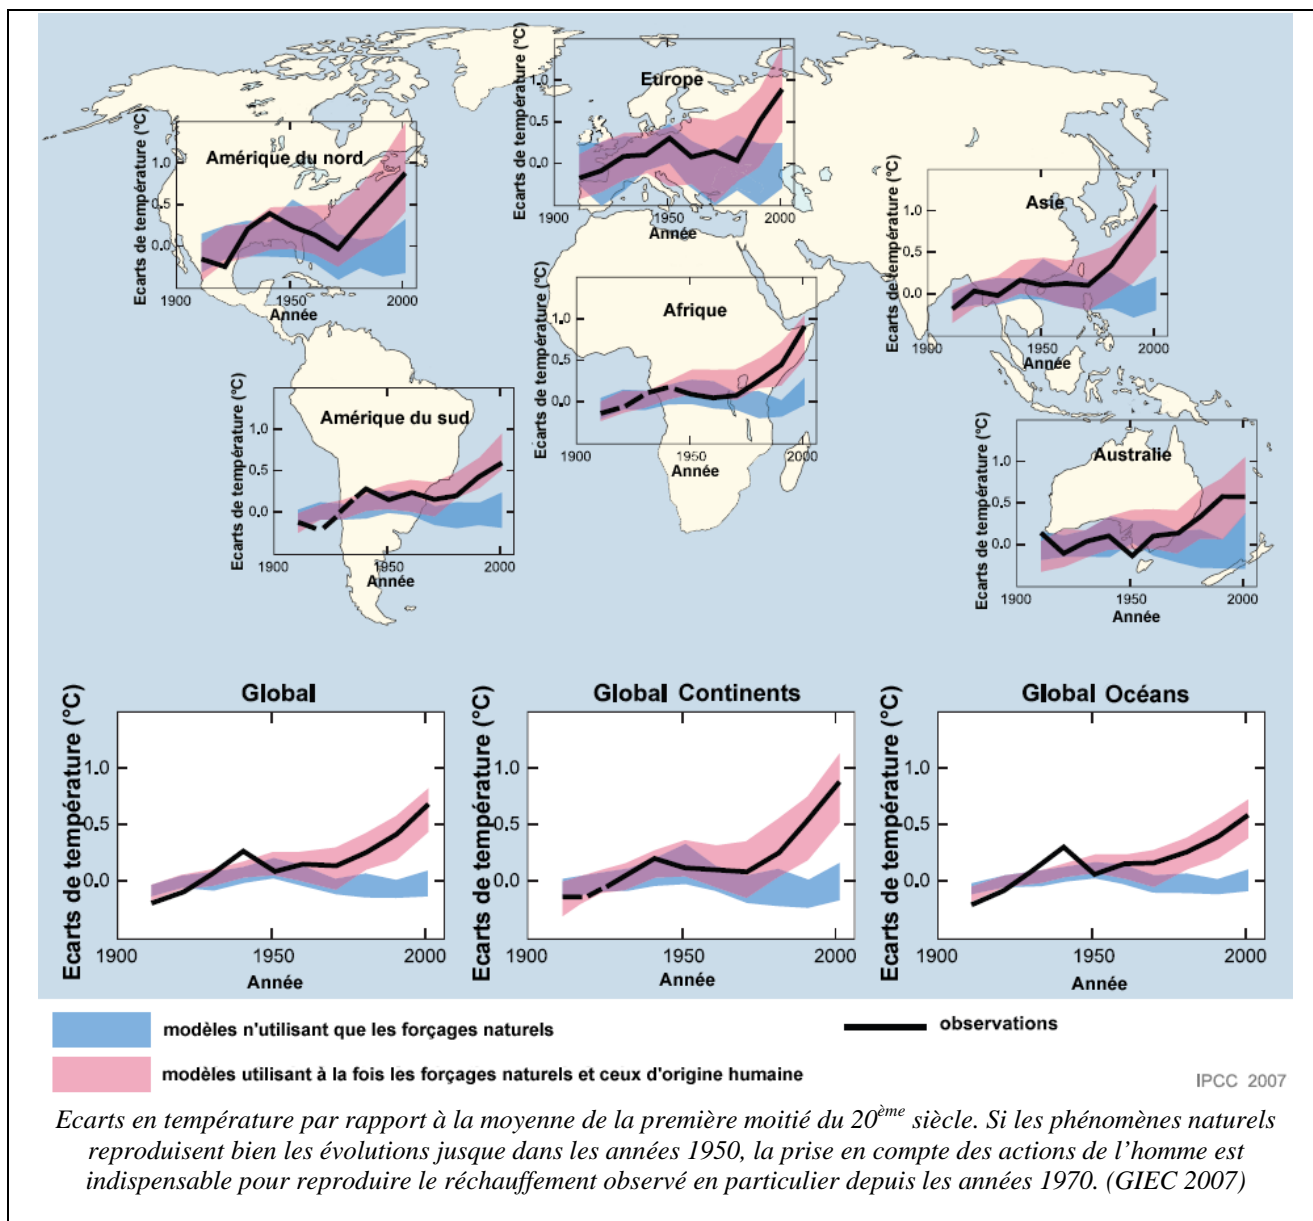 Europe
Ecarts de température (°C)
1.0
0.5
0.0
1900
1950
2000
Année
Amérique du nord
Ecarts de température (°C)
1.0
0.5
0.0
1900
1950
2000
Année
Asie
Ecarts de température (°C)
1.0
0.5
0.0
1900
1950
2000
Année
Afrique
Ecarts de température (°C)
1.0
0.5
0.0
1900
1950
2000
Année
Amérique du sud
Ecarts de température (°C)
1.0
0.5
0.0
1900
1950
2000
Année
Australie
Ecarts de température (°C)
1.0
0.5
0.0
1900
1950
2000
Année
Global
Ecarts de température (°C)
1.0
0.5
0.0
1900
1950
2000
Année
Global Continents
Ecarts de température (°C)
1.0
0.5
0.0
1900
1950
2000
Année
Global Océans
Ecarts de température (°C)
1.0
0.5
0.0
1900
1950
2000
Année
modèles n'utilisant que les forçages naturels
observations
modèles utilisant à la fois les forçages naturels et ceux d'origine humaine
IPCC 2007
Ecarts en température par rapport à la moyenne de la première moitié du 20ème siècle. Si les phénomènes naturels
reproduisent bien les évolutions jusque dans les années 1950, la prise en compte des actions de l'homme est
indispensable pour reproduire le réchauffement observé en particulier depuis les années 1970. (GIEC 2007)